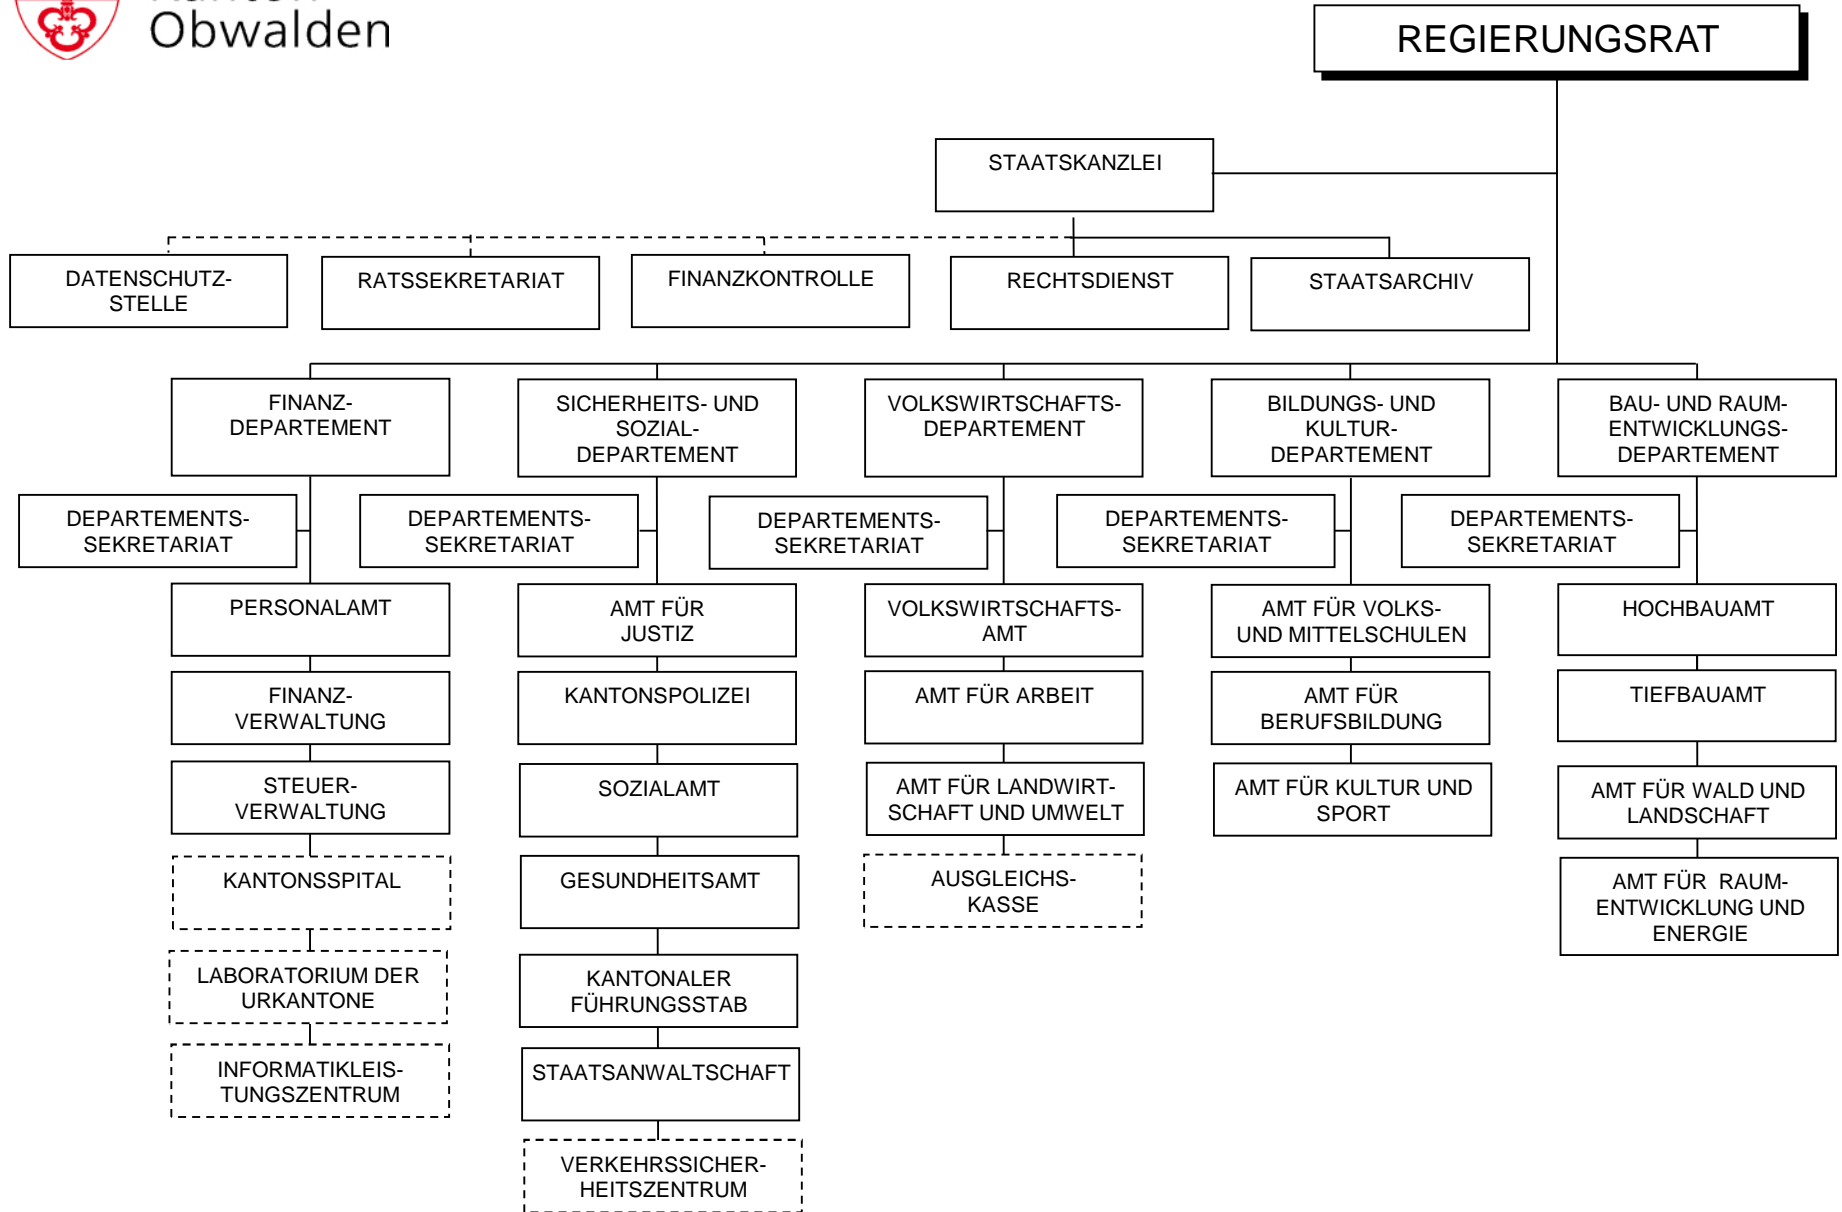 Obwalden
REGIERUNGSRAT
STAATSKANZLEI
DATENSCHUTZ-
STELLE
RATSSEKRETARIAT
FINANZKONTROLLE
RECHTSDIENST
STAATSARCHIV
FINANZ-
DEPARTEMENT
SICHERHEITS- UND
SOZIAL-
DEPARTEMENT
VOLKSWIRTSCHAFTS-
DEPARTEMENT
BILDUNGS- UND
KULTUR-
DEPARTEMENT
BAU- UND RAUM-
ENTWICKLUNGS-
DEPARTEMENT
DEPARTEMENTS-
SEKRETARIAT
DEPARTEMENTS-
SEKRETARIAT
DEPARTEMENTS-
SEKRETARIAT
DEPARTEMENTS-
SEKRETARIAT
DEPARTEMENTS-
SEKRETARIAT
PERSONALAMT
AMT FÜR
JUSTIZ
VOLKSWIRTSCHAFTS-
AMT
AMT FÜR VOLKS-
UND MITTELSCHULEN
HOCHBAUAMT
FINANZ-
VERWALTUNG
KANTONSPOLIZEI
AMT FÜR ARBEIT
AMT FÜR
BERUFSBILDUNG
TIEFBAUAMT
STEUER-
VERWALTUNG
SOZIALAMT
AMT FÜR LANDWIRT-
SCHAFT UND UMWELT
AMT FÜR KULTUR UND
SPORT
AMT FÜR WALD UND
LANDSCHAFT
KANTONSSPITAL
GESUNDHEITSAMT
AUSGLEICHS-
KASSE
AMT FÜR RAUM-
ENTWICKLUNG UND
ENERGIE
LABORATORIUM DER
URKANTONE
KANTONALER
FÜHRUNGSSTAB
INFORMATIKLEIS-
TUNGSZENTRUM
STAATSANWALTSCHAFT
VERKEHRSSICHER-
HEITSZENTRUM